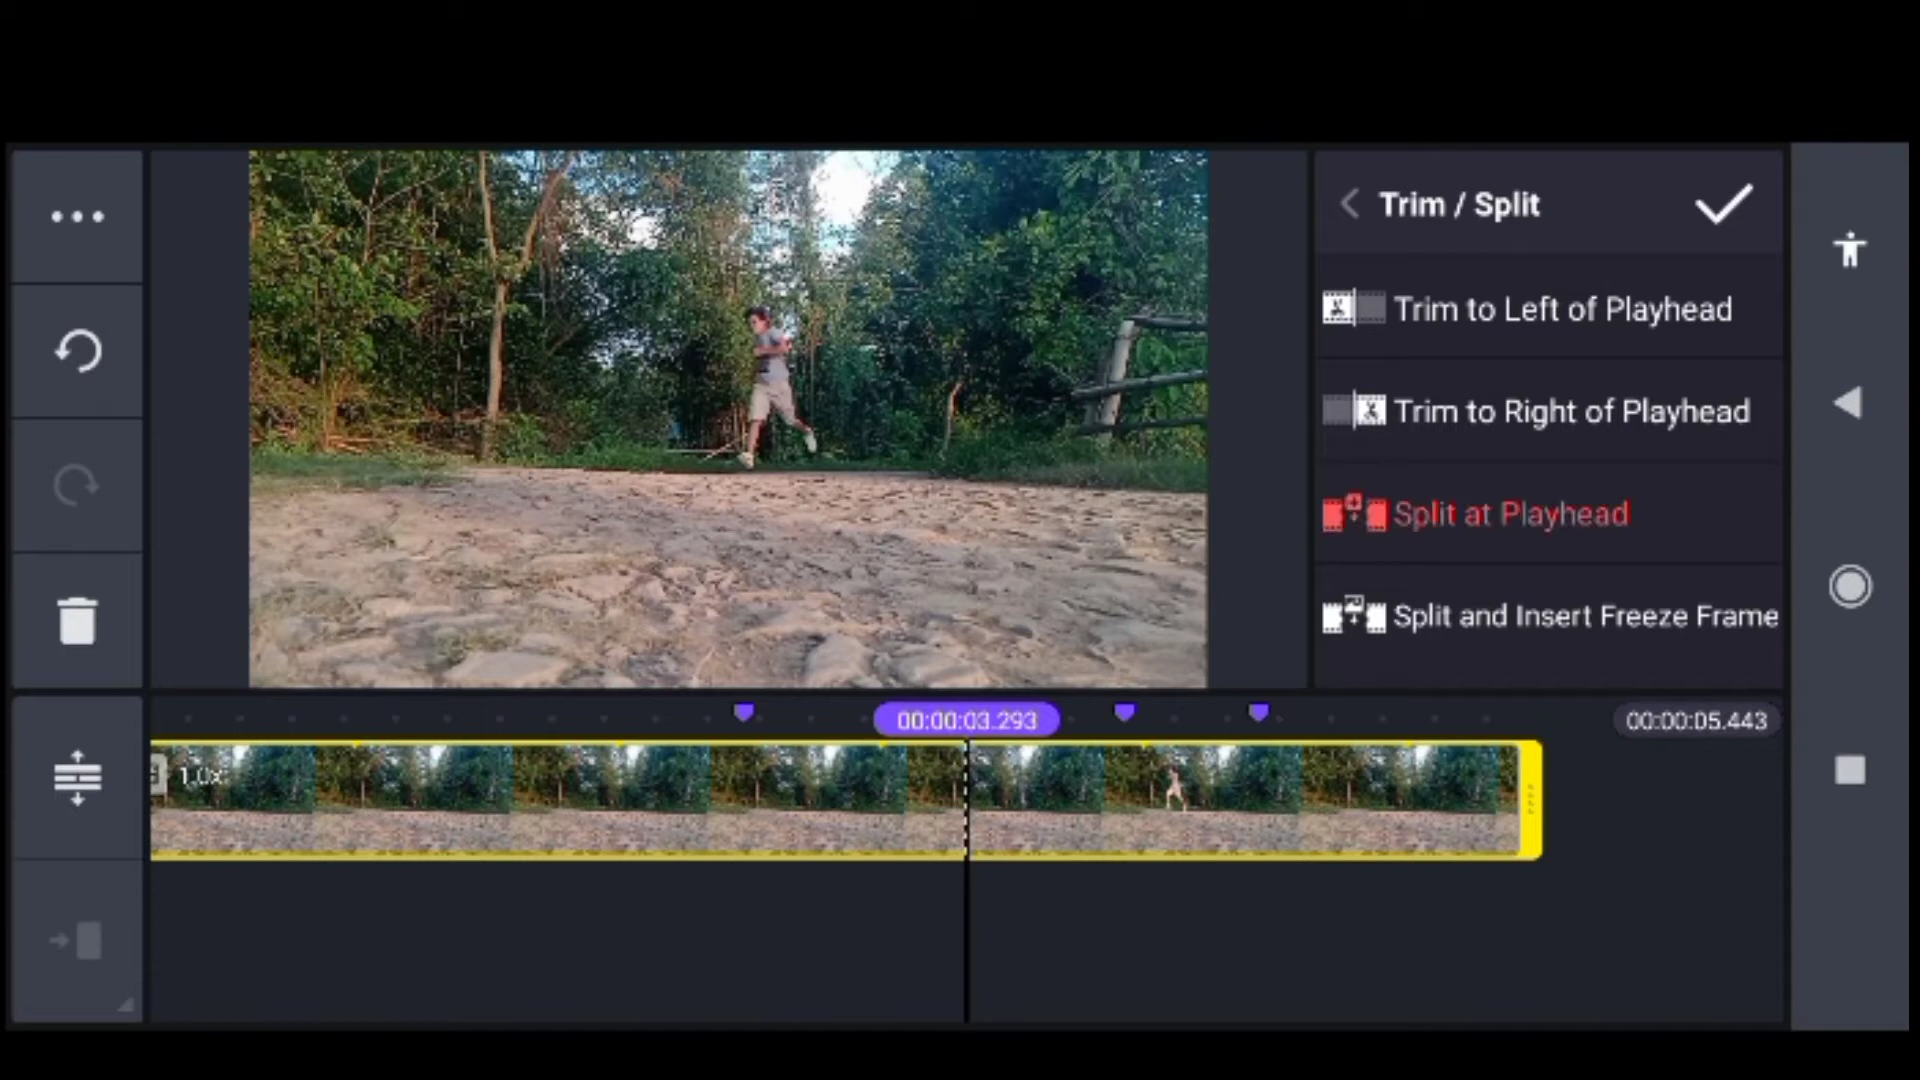 Trim / Split
Trim to Left of Playhead
Trim to Right of Playhead
Split at Playhead
Split and Insert Freeze Frame
00:00:03.293
00:00:05.443
1.0x